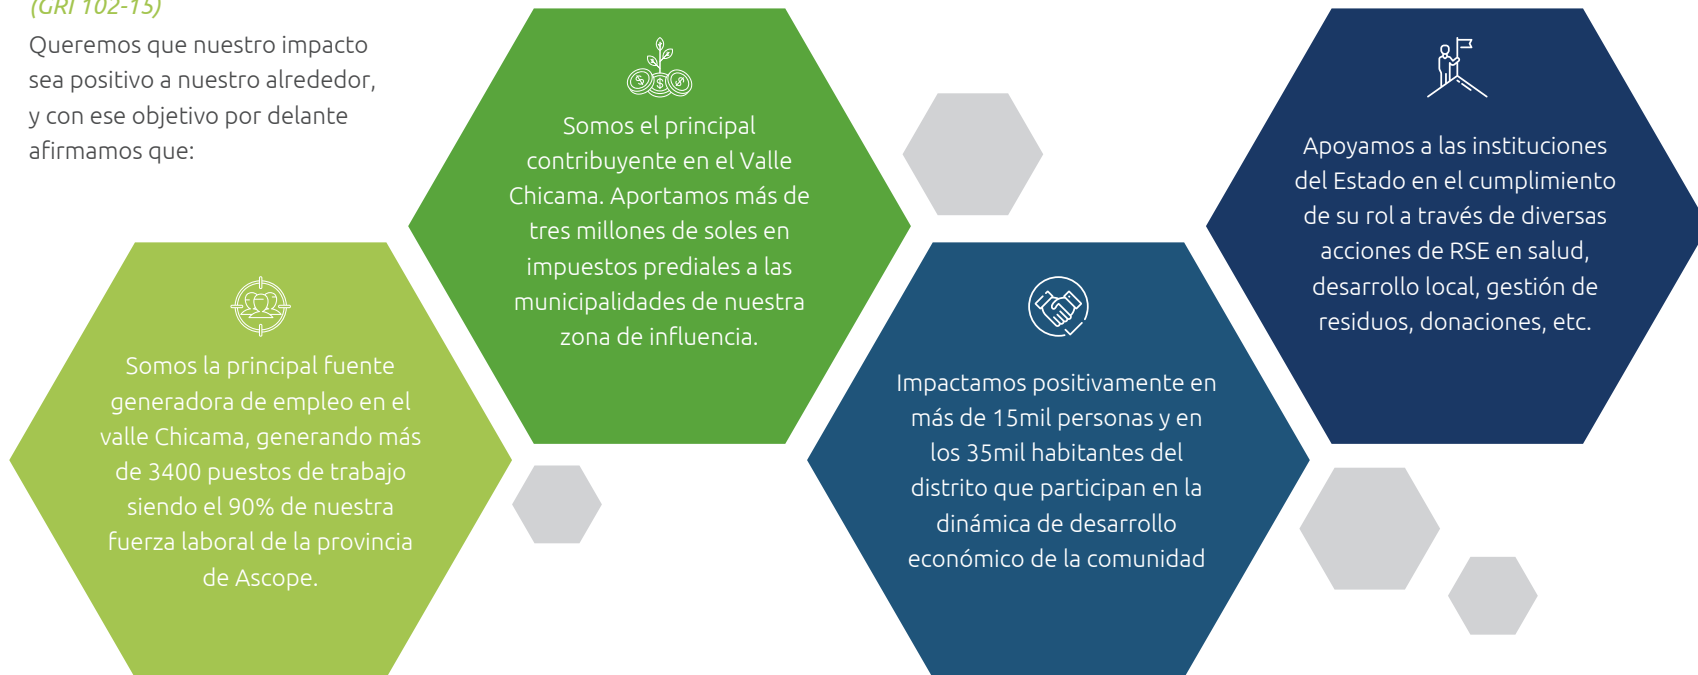 (GRI 102-15)
Queremos que nuestro impacto
sea positivo a nuestro alrededor,
y con ese objetivo por delante
afirmamos que:
Somos la principal fuente
generadora de empleo en el
valle Chicama, generando más
de 3400 puestos de trabajo
siendo el 90% de nuestra
fuerza laboral de la provincia
de Ascope.
Somos el principal
contribuyente en el Valle
Chicama. Aportamos más de
tres millones de soles en
impuestos prediales a las
municipalidades de nuestra
zona de influencia.
Impactamos positivamente en
más de 15mil personas y en
los 35mil habitantes del
distrito que participan en la
dinámica de desarrollo
económico de la comunidad
Apoyamos a las instituciones
del Estado en el cumplimiento
de su rol a través de diversas
acciones de RSE en salud,
desarrollo local, gestión de
residuos, donaciones, etc.